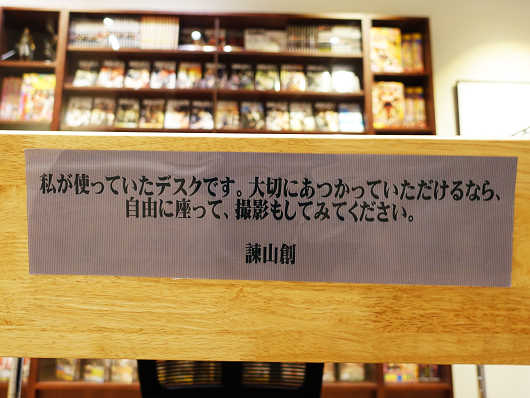 私が使っていたデスクです。大切にあつかっていただけるなら、
自由に座って、撮影もしてみてください。
諫山創